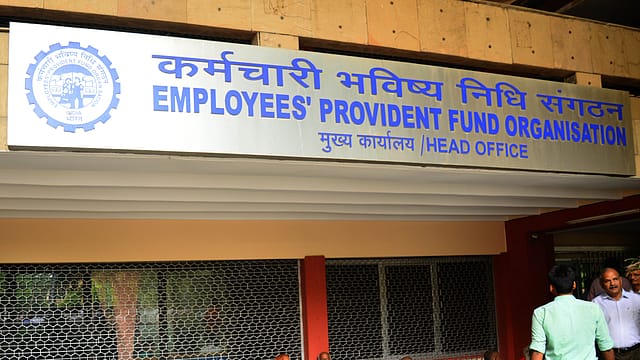 कर्मचारी भविष्य निधि संगठन
EMPLOYEES' PROVIDENT FUND ORGANISATION
मुख्य कार्यालय /HEAD OFFICE